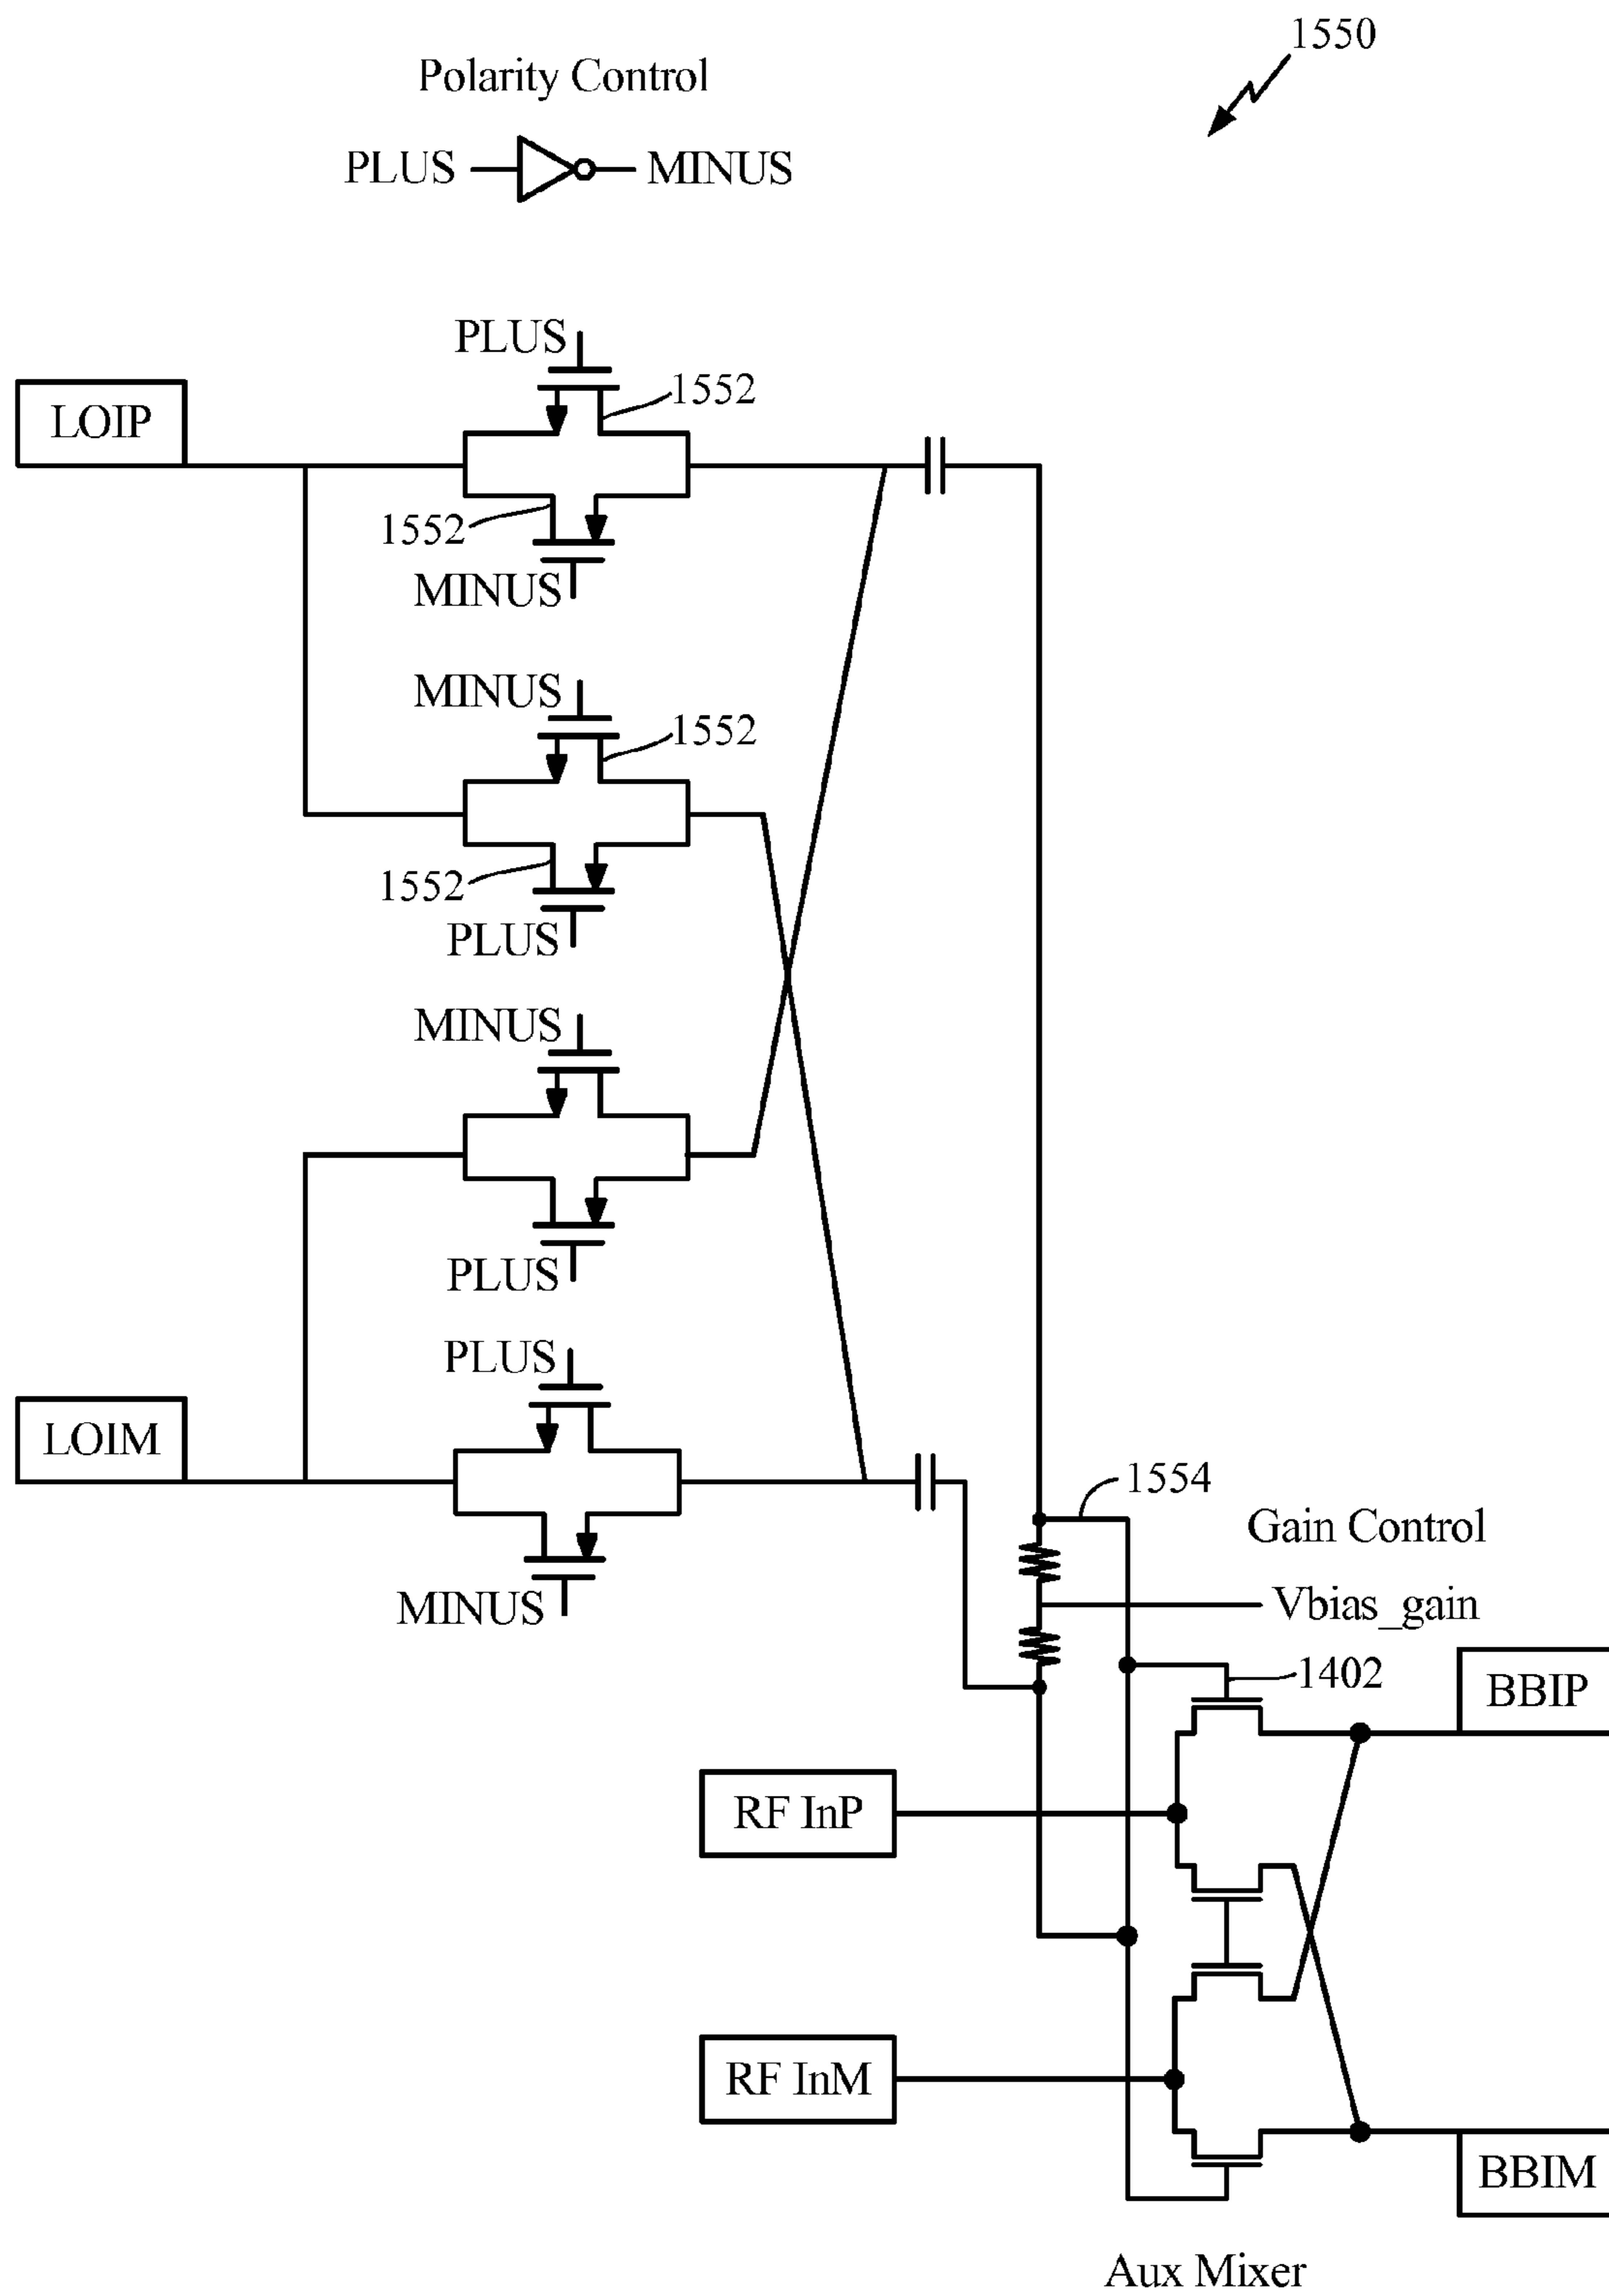 1550
Polarity Control
PLUS MINUS
PLUS
1552
LOIP
1552
MINUS
MINUS
1552
1552
PLUS
MINUS
PLUS
PLUS
LOIM
MINUS
1554
Gain Control
Vbias_gain
1402
BBIP
RF InP
RF InM
BBIM
Aux Mixer